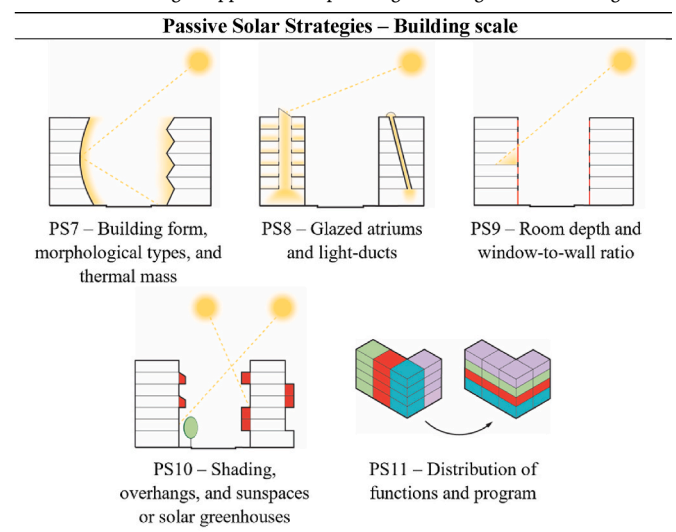 Passive Solar Strategies – Building scale
PS7 – Building form,
morphological types, and
thermal mass
PS8 – Glazed atriums
and light-ducts
PS9 – Room depth and
window-to-wall ratio
PS10 – Shading,
overhangs, and sunspaces
or solar greenhouses
PS11 – Distribution of
functions and program